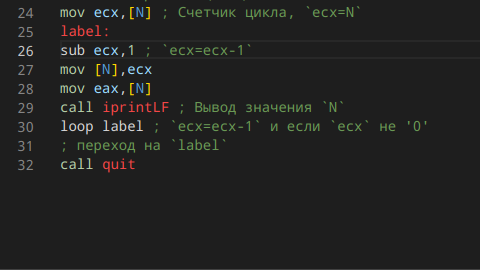 24 mov ecx,[N] ; Счетчик цикла, `ecx=N`
25 label:
26 sub ecx,1 ; `ecx=ecx-1`
27 mov [N],ecx
28 mov eax,[N]
29 call iprintLF ; Вывод значения `N`
30 loop label ; `ecx=ecx-1` и если `ecx` не '0'
31 ; переход на `label`
32 call quit